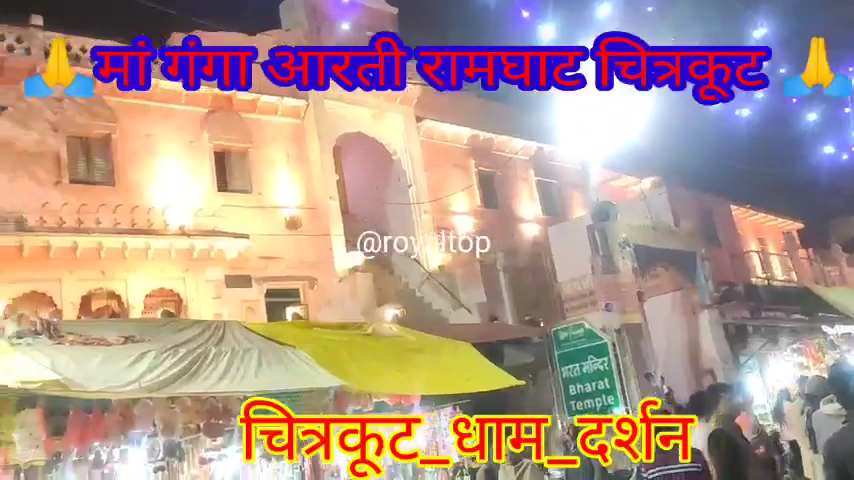 🙏मां गंगा आरती रामघाट चित्रकूट 🙏
@royaltop
भरत मन्दिर
Bharat
Temple
चित्रकूट_धाम_दर्शन